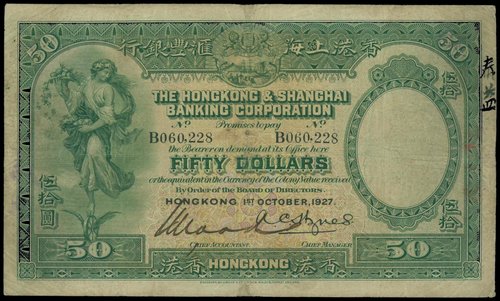 50 行銀豐滙 海上港香 50
THE HONGKONG & SHANGHAI
BANKING CORPORATION
No Promises to pay No
B060,228 B060,228
the Bearer on demand at its Office here
FIFTY DOLLARS
or the equivalent in the Currency of the Colony Value received
By Order of the BOARD OF DIRECTORS.
HONGKONG 1ST OCTOBER, 1927.
CHIEF ACCOUNTANT. CHIEF MANAGER
50 港香 HONGKONG 港香 50
伍拾圓
伍拾圓